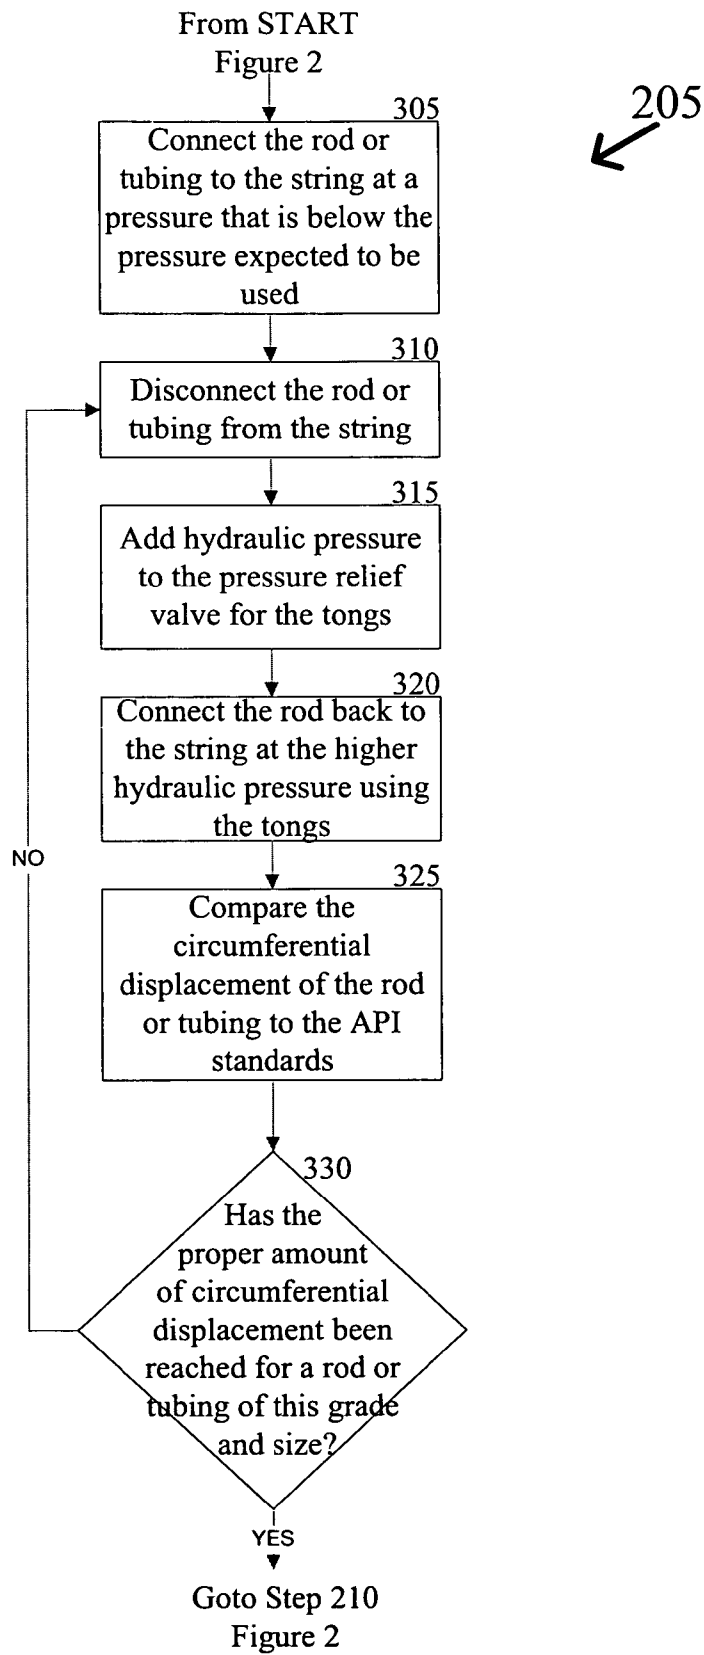 From START
Figure 2
205
305
Connect the rod or
tubing to the string at a
pressure that is below the
pressure expected to be
used
310
Disconnect the rod or
tubing from the string
315
Add hydraulic pressure
to the pressure relief
valve for the tongs
320
Connect the rod back to
the string at the higher
hydraulic pressure using
the tongs
NO
325
Compare the
circumferential
displacement of the rod
or tubing to the API
standards
330
Has the
proper amount
of circumferential
displacement been
reached for a rod or
tubing of this grade
and size?
YES
Goto Step 210
Figure 2